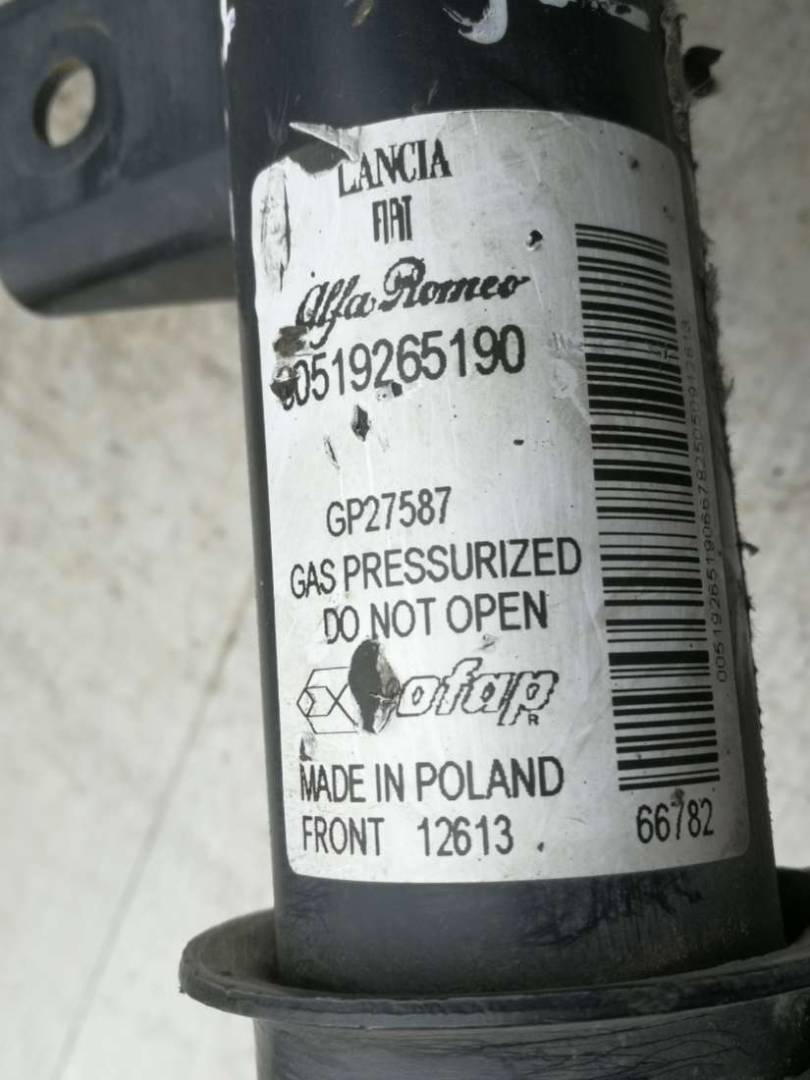 LANCIA
FIAT
Alfa Romeo
00519265190
GP27587
GAS PRESSURIZED
DO NOT OPEN
ofap
R
MADE IN POLAND
FRONT 12613
66782